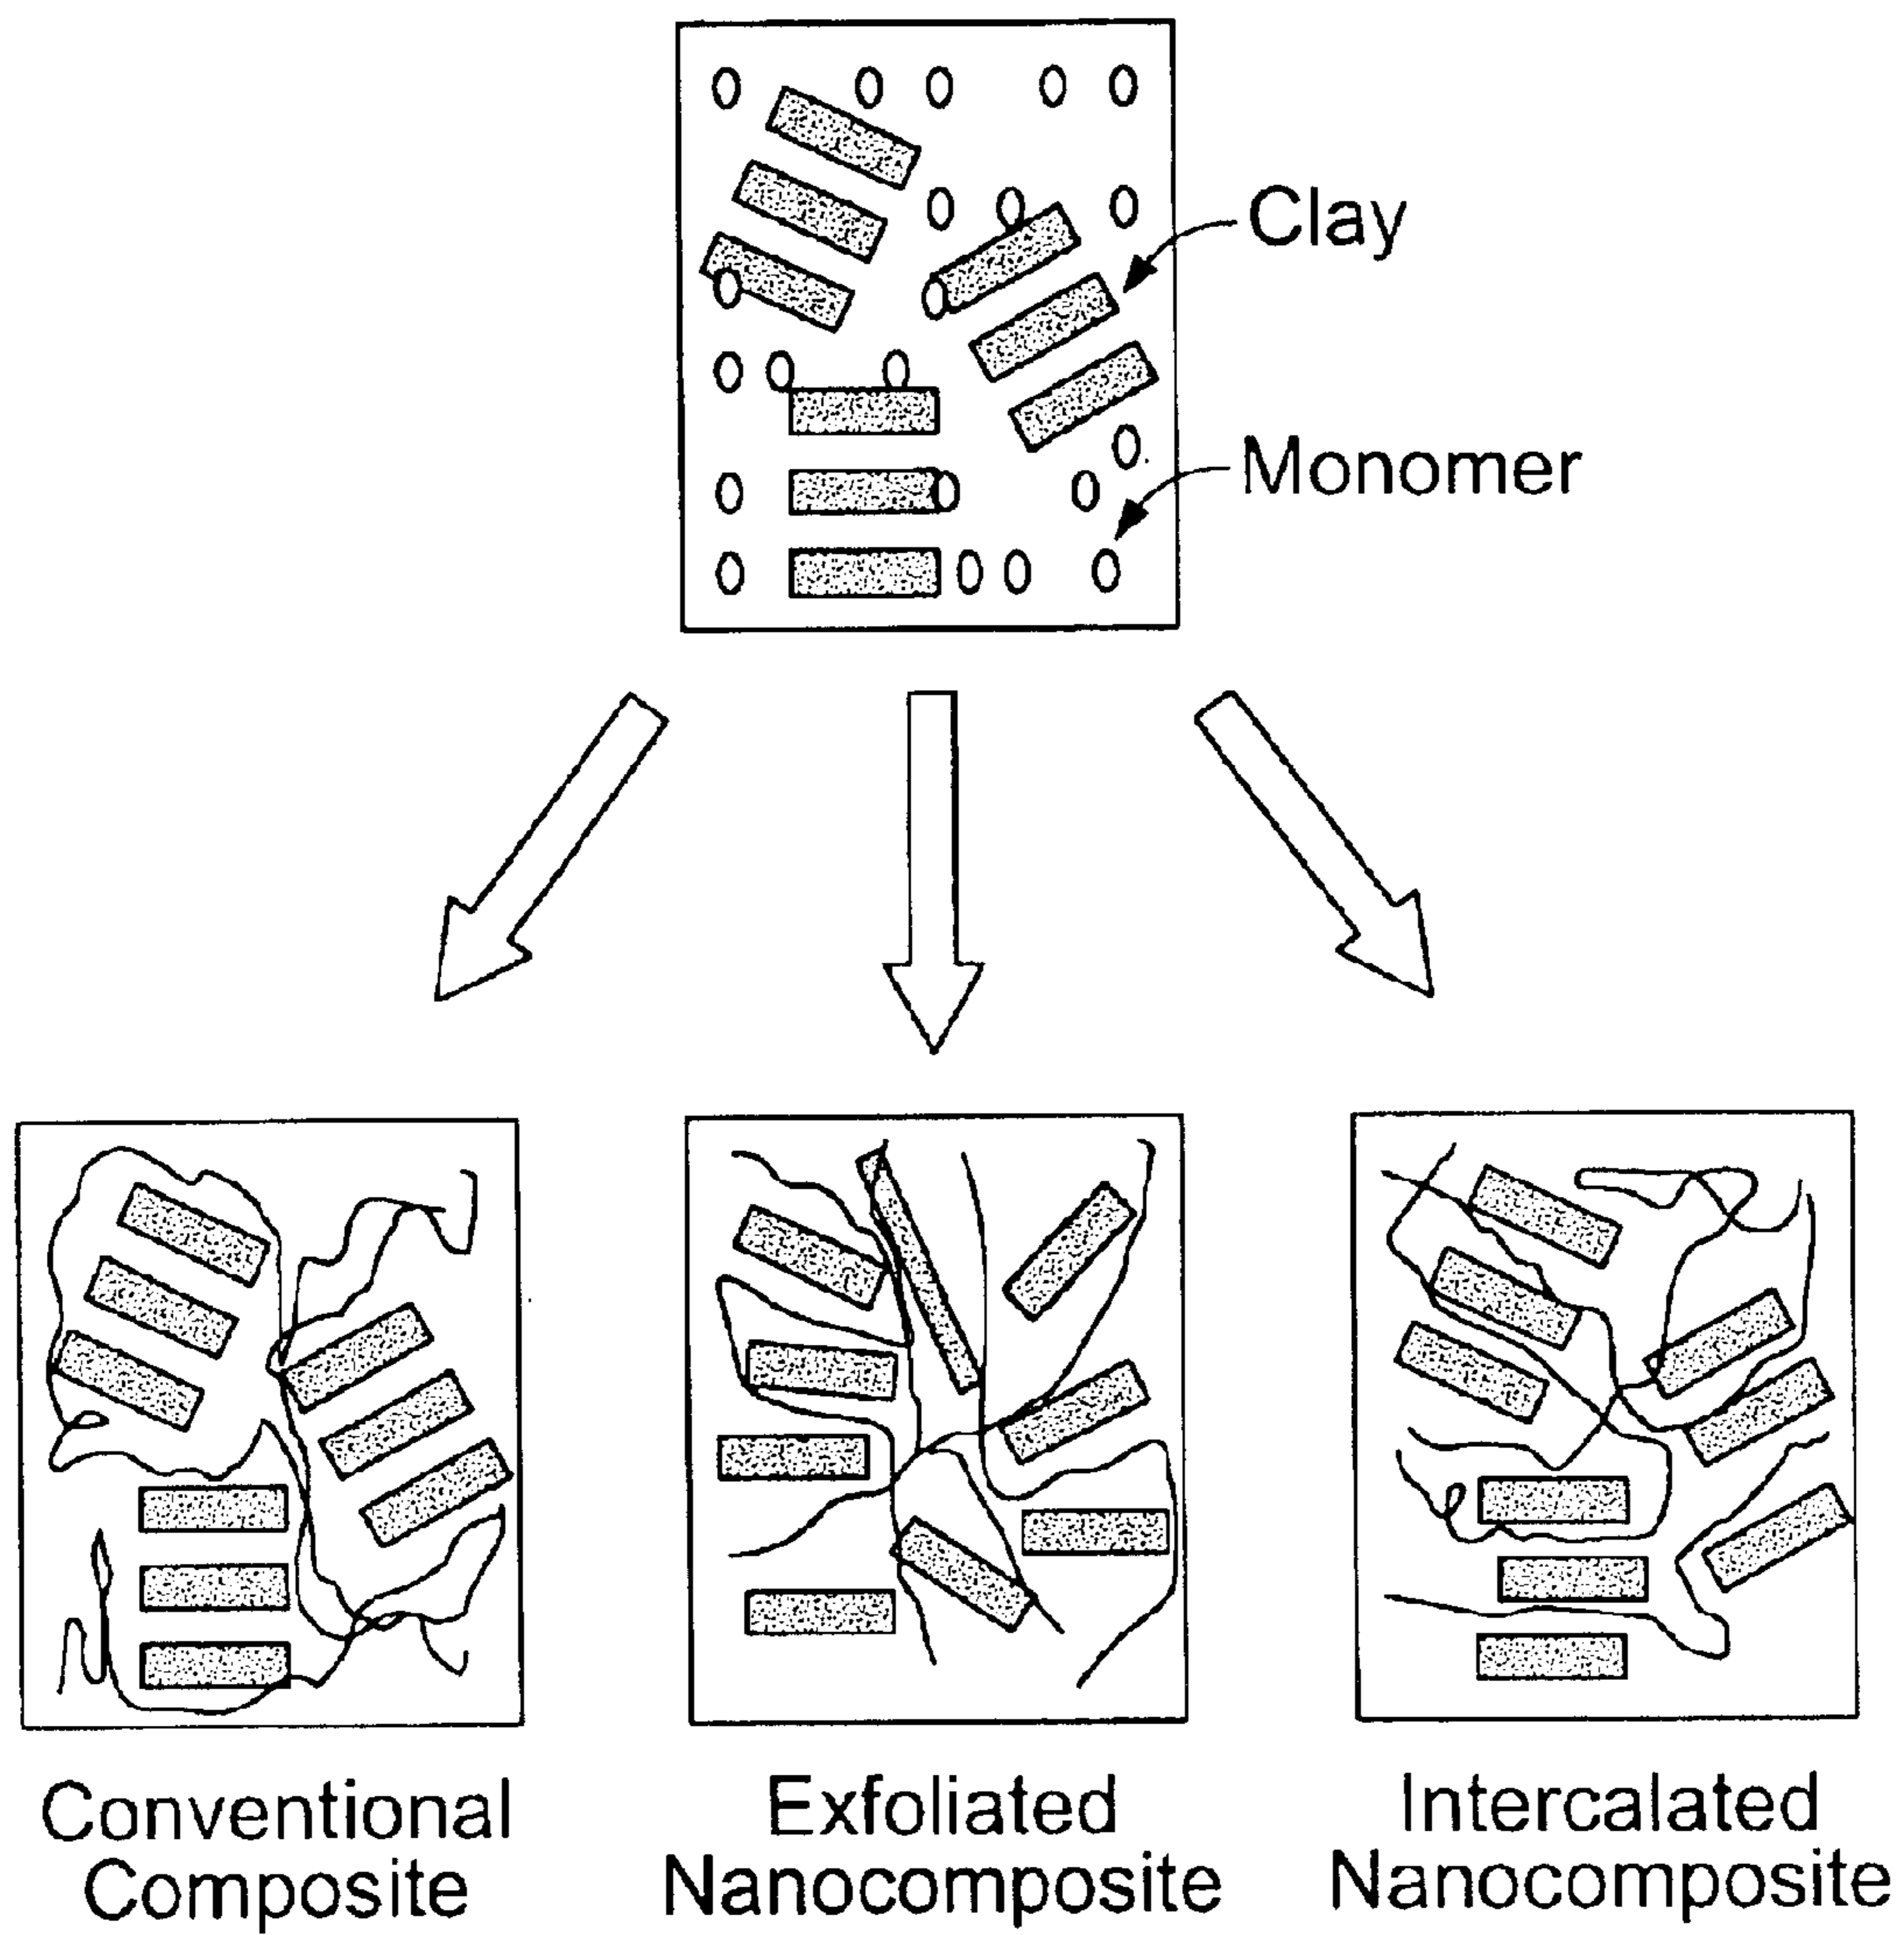 Clay
Monomer
Conventional
Composite
Exfoliated
Nanocomposite
Intercalated
Nanocomposite